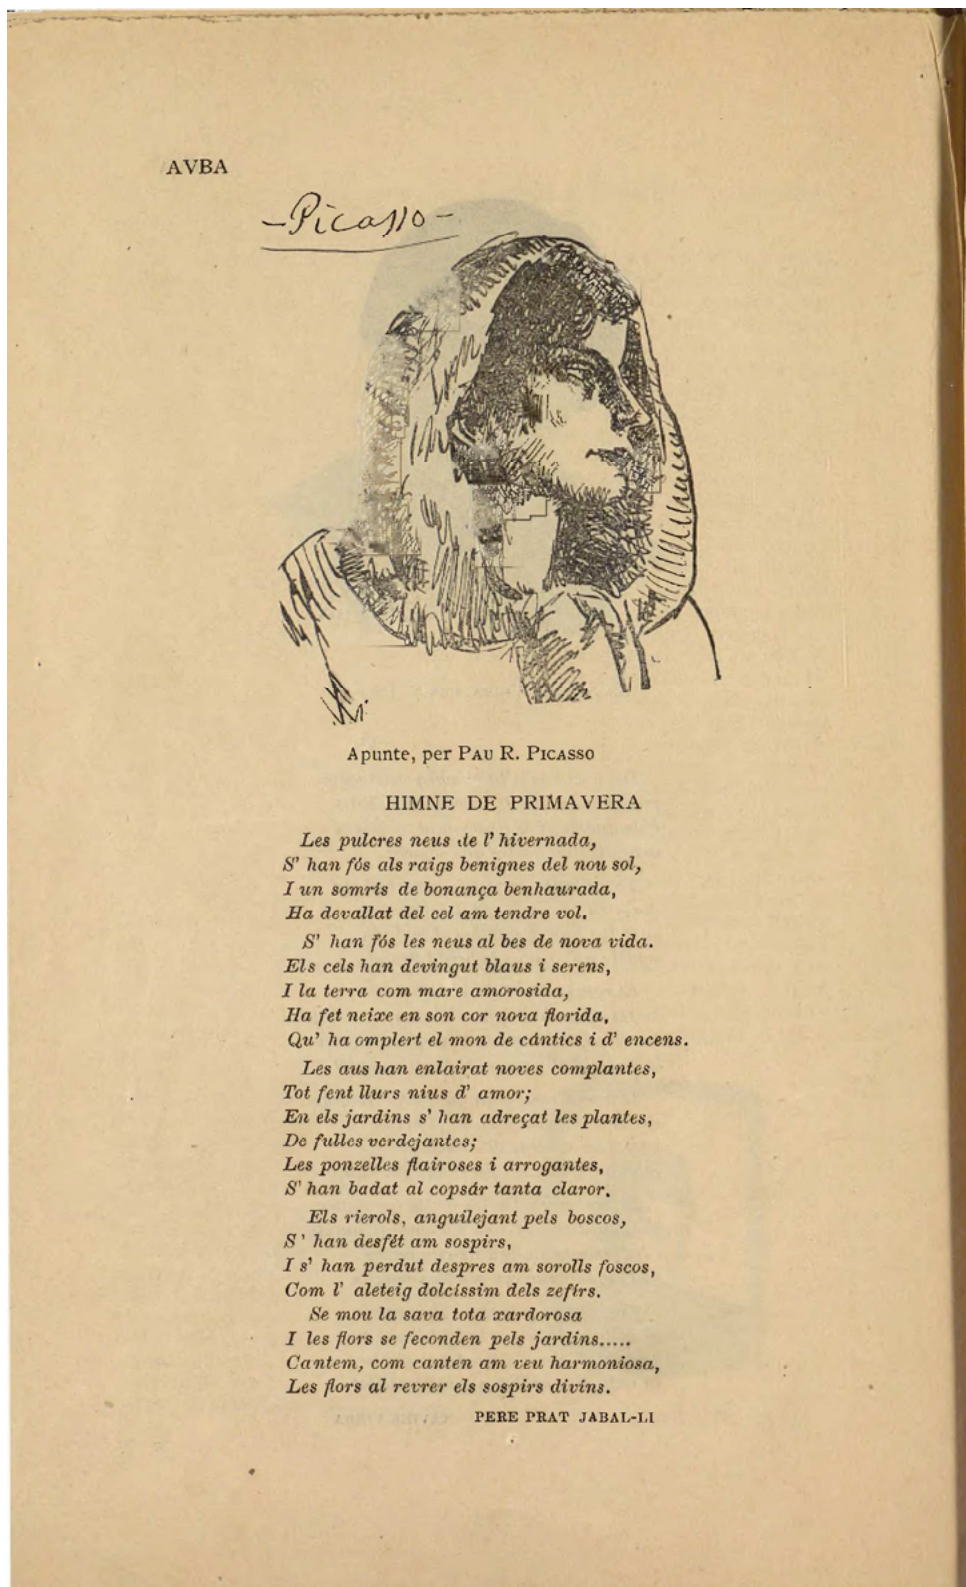 AVBA
-Picasso-
Apunte, per PAU R. PICASSO
HIMNE DE PRIMAVERA
Les pulcres neus de l' hivernada,
S' han fós als raigs benignes del nou sol,
I un somris de bonança benhaurada,
Ha devallat del cel am tendre vol.
S' han fós les neus al bes de nova vida.
Els cels han devingut blaus i serens,
I la terra com mare amorosida,
Ha fet neixe en son cor nova florida,
Qu' ha omplert el mon de cántics i d' encens.
Les aus han enlairat noves complantes,
Tot fent llurs nius d' amor;
En els jardins s' han adreçat les plantes,
De fulles verdejantes;
Les ponzelles flairoses i arrogantes,
S' han badat al copsár tanta claror.
Els rierols, anguilejant pels boscos,
S' han desfét am sospirs,
I s' han perdut despres am sorolls foscos,
Com l' aleteig dolcíssim dels zefirs.
Se mou la sava tota xardorosa
I les flors se feconden pels jardins.....
Cantem, com canten am veu harmoniosa,
Les flors al revrer els sospirs divins.
PERE PRAT JABAL-LI